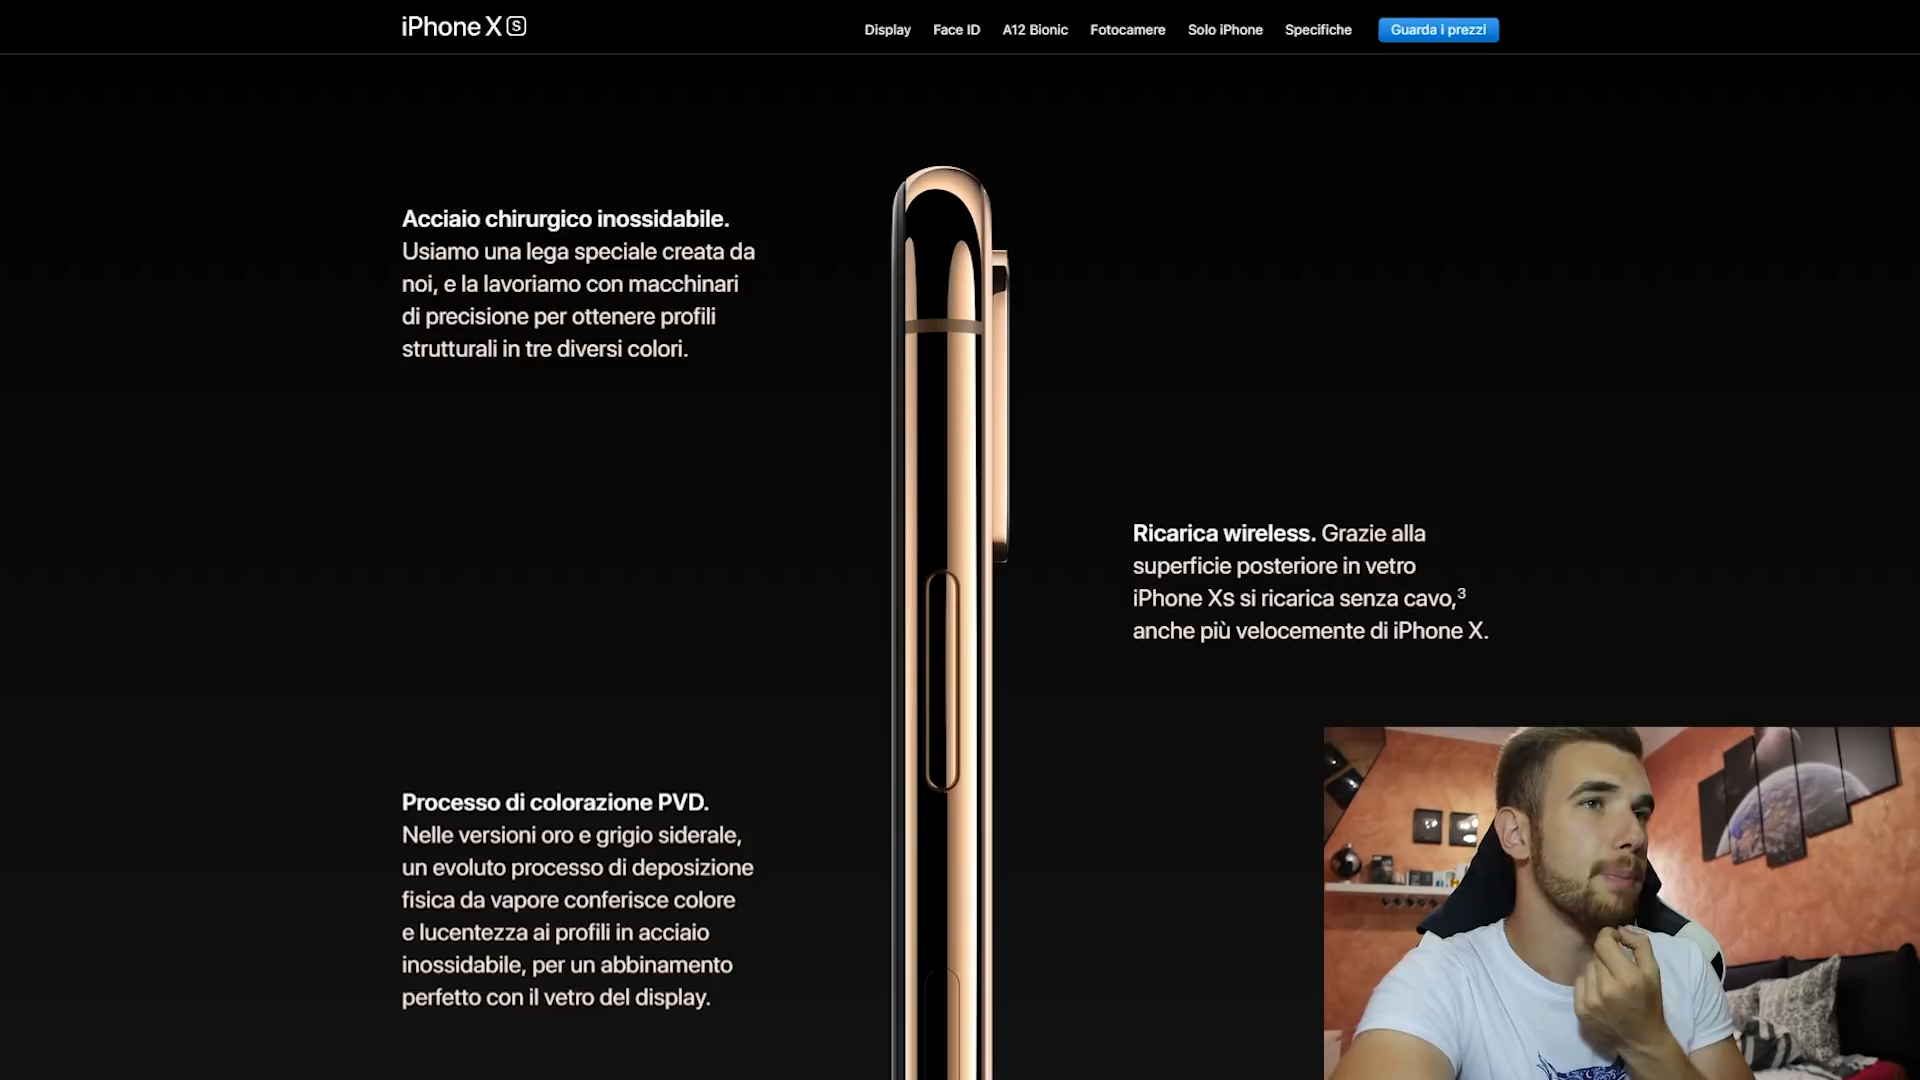 iPhone XS
Display Face ID A12 Bionic Fotocamere Solo iPhone Specifiche Guarda i prezzi
Acciaio chirurgico inossidabile.
Usiamo una lega speciale creata da
noi, e la lavoriamo con macchinari
di precisione per ottenere profili
strutturali in tre diversi colori.
Ricarica wireless. Grazie alla
superficie posteriore in vetro
iPhone Xs si ricarica senza cavo,³
anche più velocemente di iPhone X.
Processo di colorazione PVD.
Nelle versioni oro e grigio siderale,
un evoluto processo di deposizione
fisica da vapore conferisce colore
e lucentezza ai profili in acciaio
inossidabile, per un abbinamento
perfetto con il vetro del display.